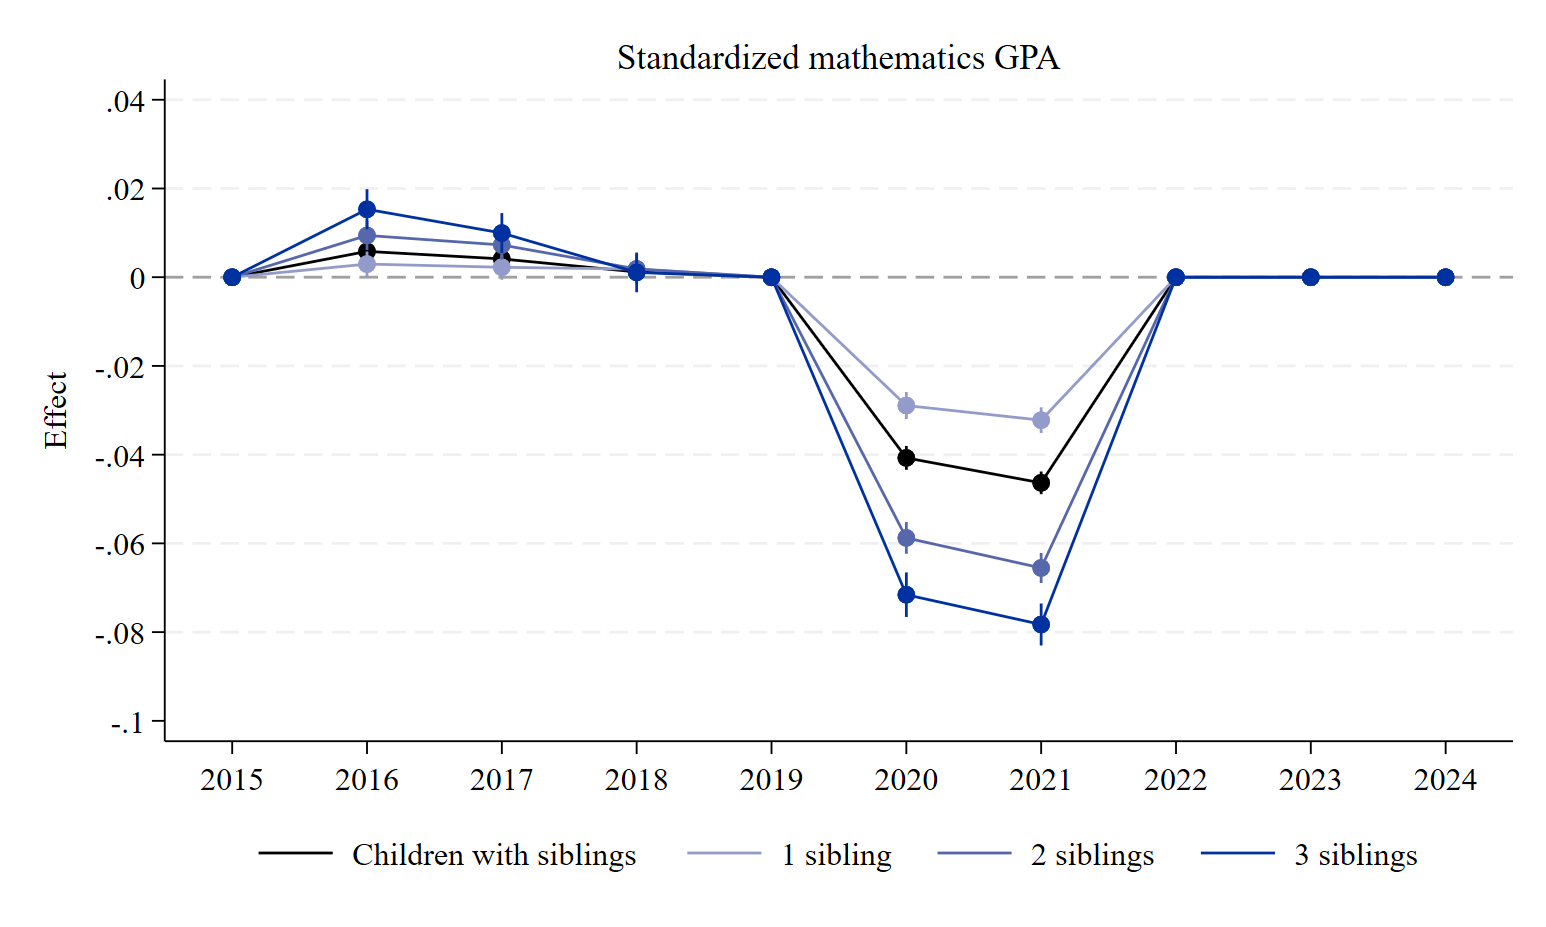 Standardized mathematics GPA
.04
.02
0
-.02
-.04
-.06
-.08
-.1
Effect
2015 2016 2017 2018 2019 2020 2021 2022 2023 2024
Children with siblings 1 sibling 2 siblings 3 siblings